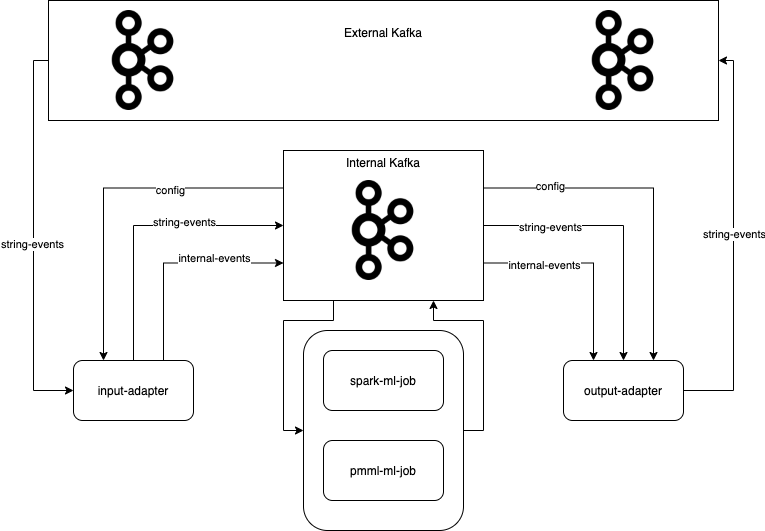 External Kafka
Internal Kafka
config
config
string-events
string-events
string-events
string-events
internal-events
internal-events
spark-ml-job
input-adapter
output-adapter
pmml-ml-job